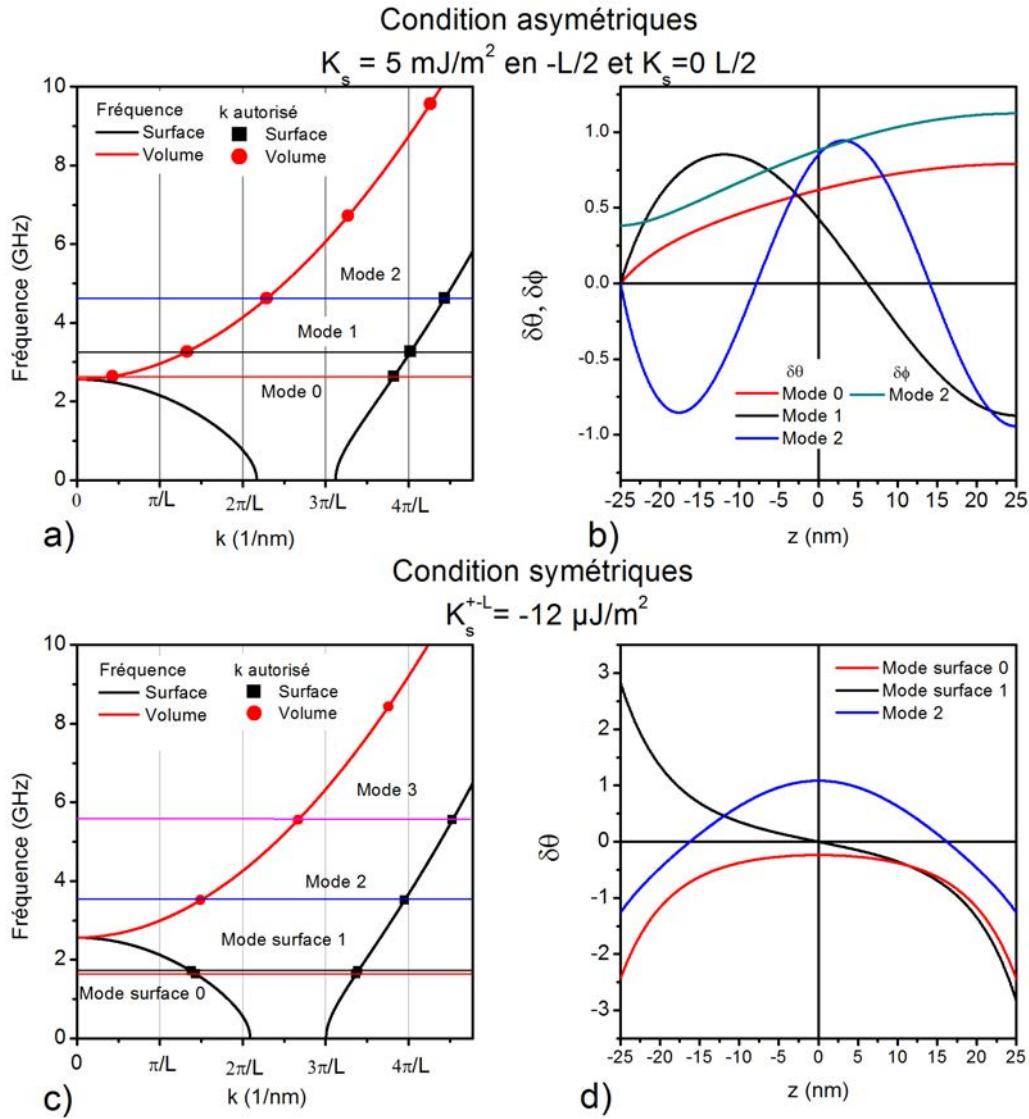 Condition asymétriques
K_s = 5 mJ/m² en -L/2 et K_s=0 L/2
10
8
6
4
2
0
Fréquence (GHz)
Fréquence
k autorisé
Surface
Surface
Volume
Volume
Mode 2
Mode 1
Mode 0
0
π/L
2π/L
3π/L
4π/L
a)
k (1/nm)
1.0
0.5
0.0
-0.5
-1.0
δθ, δϕ
δθ
δϕ
Mode 0
Mode 2
Mode 1
Mode 2
-25 -20 -15 -10 -5 0 5 10 15 20 25
b)
z (nm)
Condition symétriques
K_s^{+-L}= -12 µJ/m²
10
8
6
4
2
0
Fréquence (GHz)
Fréquence
k autorisé
Surface
Surface
Volume
Volume
Mode 3
Mode 2
Mode surface 1
Mode surface 0
0
π/L
2π/L
3π/L
4π/L
c)
k (1/nm)
3
2
1
0
-1
-2
-3
δθ
Mode surface 0
Mode surface 1
Mode 2
-25 -20 -15 -10 -5 0 5 10 15 20 25
d)
z (nm)